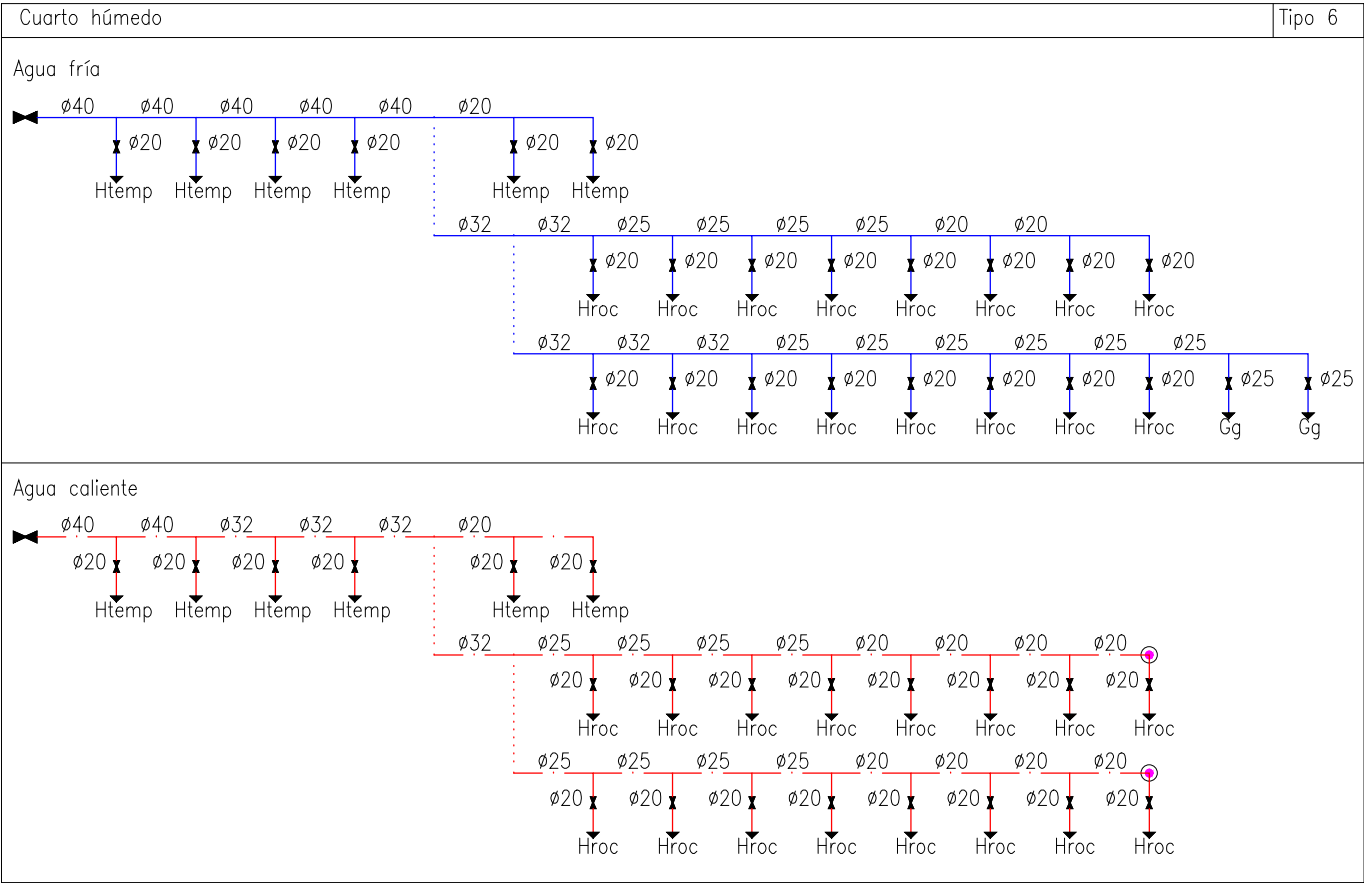 Cuarto húmedo Tipo 6
Agua fría
ø40 ø40 ø40 ø40 ø40 ø20
ø20 ø20 ø20 ø20 ø20 ø20
Htemp Htemp Htemp Htemp Htemp Htemp
ø32 ø32 ø25 ø25 ø25 ø25 ø20 ø20
ø20 ø20 ø20 ø20 ø20 ø20 ø20 ø20
Hroc Hroc Hroc Hroc Hroc Hroc Hroc Hroc
ø32 ø32 ø32 ø25 ø25 ø25 ø25 ø25 ø25
ø20 ø20 ø20 ø20 ø20 ø20 ø20 ø20 ø25 ø25
Hroc Hroc Hroc Hroc Hroc Hroc Hroc Hroc Gg Gg
Agua caliente
ø40 ø40 ø32 ø32 ø32 ø20
ø20 ø20 ø20 ø20 ø20 ø20
Htemp Htemp Htemp Htemp Htemp Htemp
ø32 ø25 ø25 ø25 ø25 ø20 ø20 ø20 ø20
ø20 ø20 ø20 ø20 ø20 ø20 ø20 ø20
Hroc Hroc Hroc Hroc Hroc Hroc Hroc Hroc
ø25 ø25 ø25 ø25 ø20 ø20 ø20 ø20
ø20 ø20 ø20 ø20 ø20 ø20 ø20 ø20
Hroc Hroc Hroc Hroc Hroc Hroc Hroc Hroc